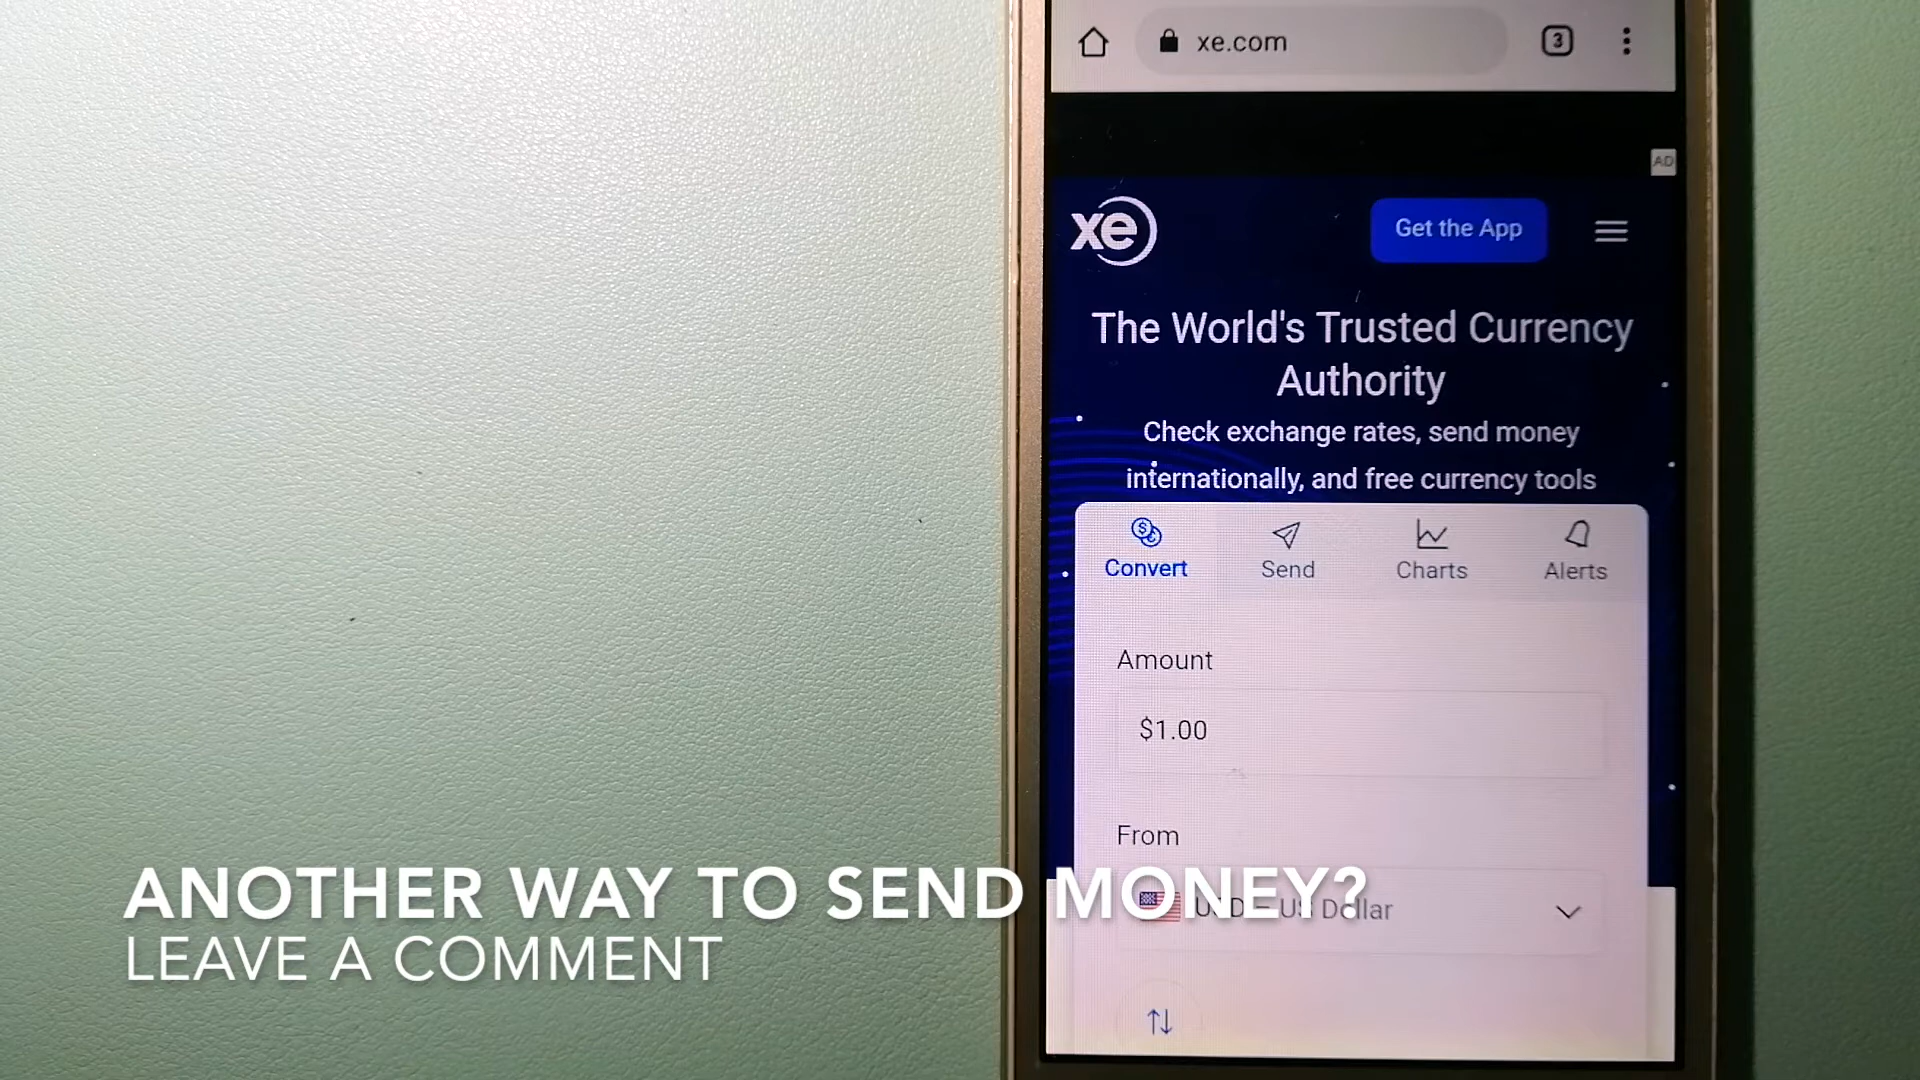 xe.com
3
AD
xe
Get the App
The World's Trusted Currency
Authority
Check exchange rates, send money
internationally, and free currency tools
Convert
Send
Charts
Alerts
Amount
$1.00
From
USD – US Dollar
ANOTHER WAY TO SEND MONEY?
LEAVE A COMMENT